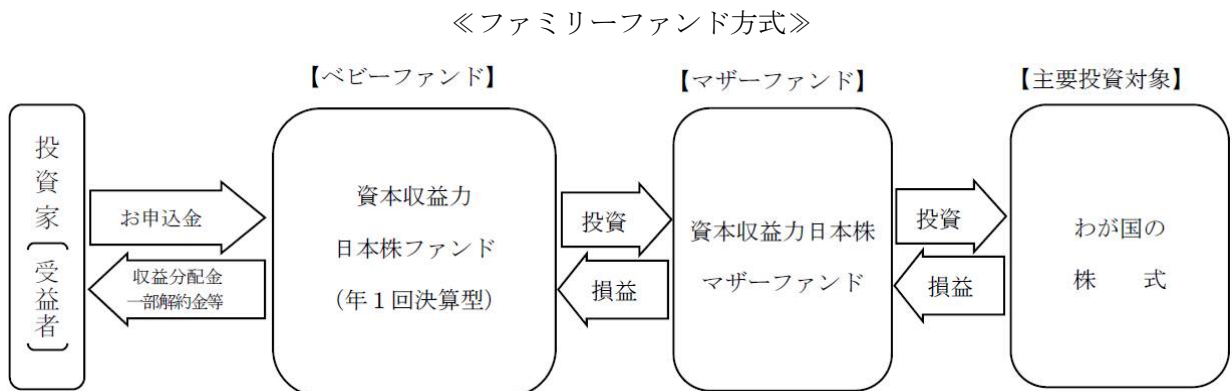 ≪ファミリーファンド方式≫
【ベビーファンド】
【マザーファンド】
【主要投資対象】
投資家
〔受益者〕
お申込金
収益分配金
一部解約金等
資本収益力
日本株ファンド
(年1回決算型)
投資
損益
資本収益力日本株
マザーファンド
投資
損益
わが国の
株　式